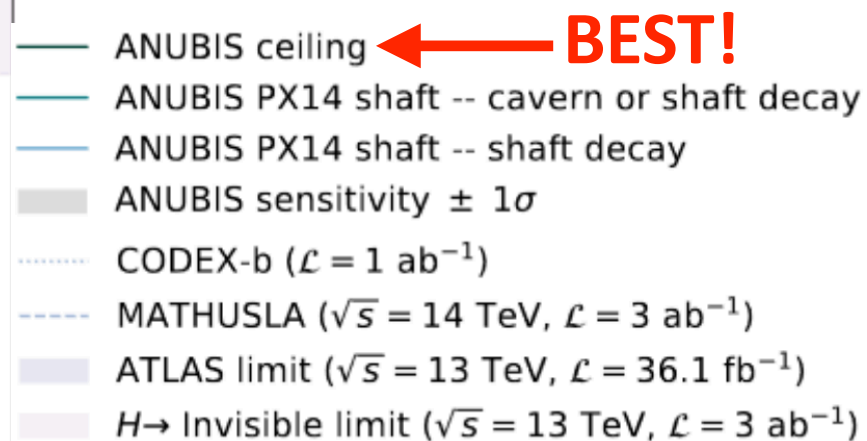 ANUBIS ceiling BEST!
ANUBIS PX14 shaft -- cavern or shaft decay
ANUBIS PX14 shaft -- shaft decay
ANUBIS sensitivity ± 1σ
CODEX-b (ℒ = 1 ab⁻¹)
MATHUSLA (√s = 14 TeV, ℒ = 3 ab⁻¹)
ATLAS limit (√s = 13 TeV, ℒ = 36.1 fb⁻¹)
H→ Invisible limit (√s = 13 TeV, ℒ = 3 ab⁻¹)